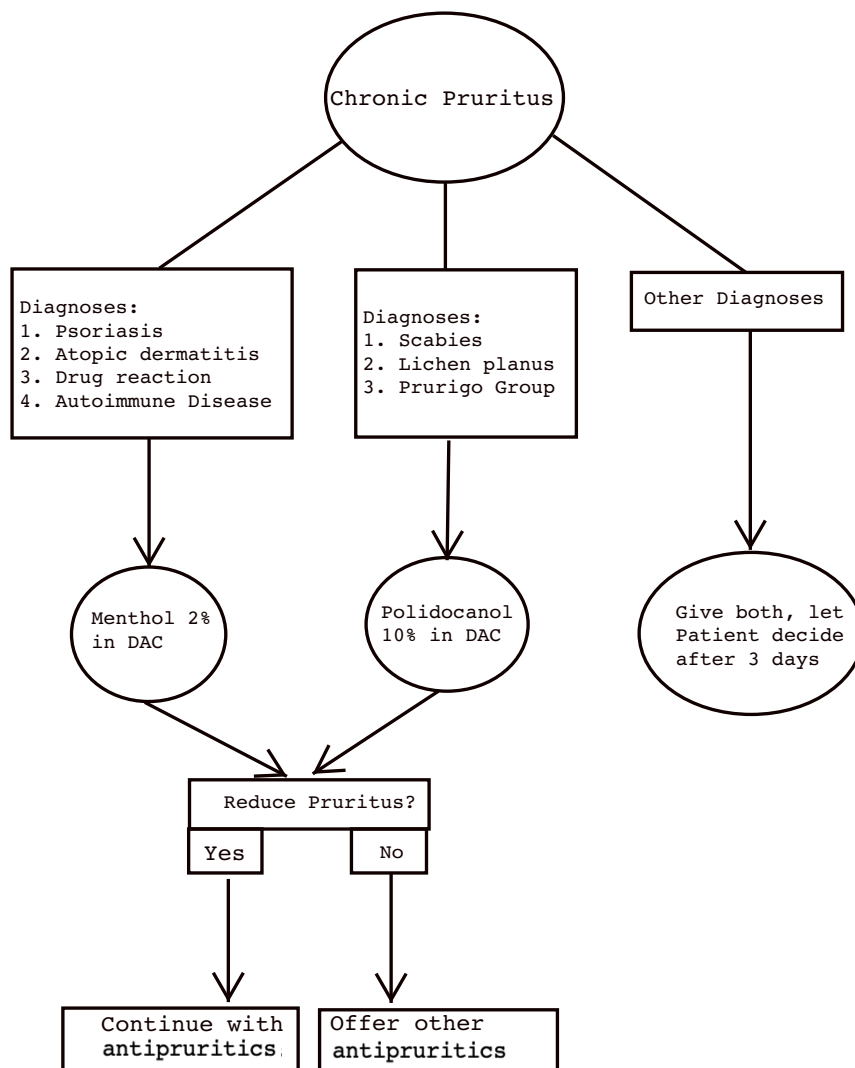 Chronic Pruritus
Diagnoses:
1. Psoriasis
2. Atopic dermatitis
3. Drug reaction
4. Autoimmune Disease
Diagnoses:
1. Scabies
2. Lichen planus
3. Prurigo Group
Other Diagnoses
Menthol 2%
in DAC
Polidocanol
10% in DAC
Give both, let
Patient decide
after 3 days
Reduce Pruritus?
Yes
No
Continue with
antipruritics
Offer other
antipruritics